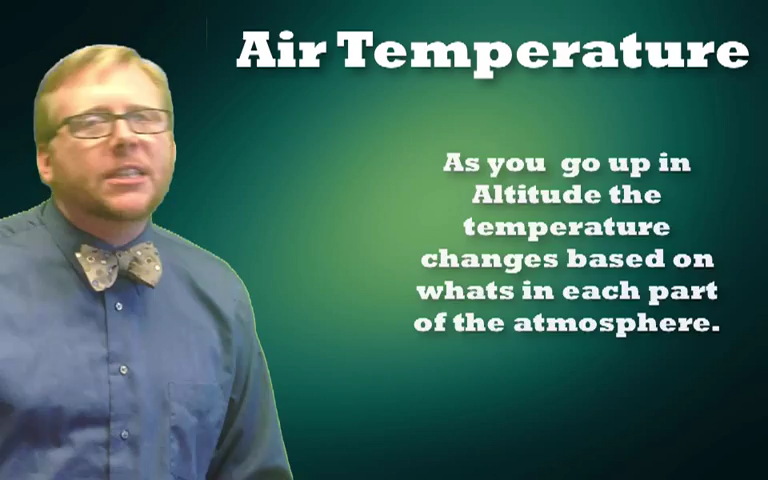 Air Temperature
As you go up in
Altitude the
temperature
changes based on
whats in each part
of the atmosphere.